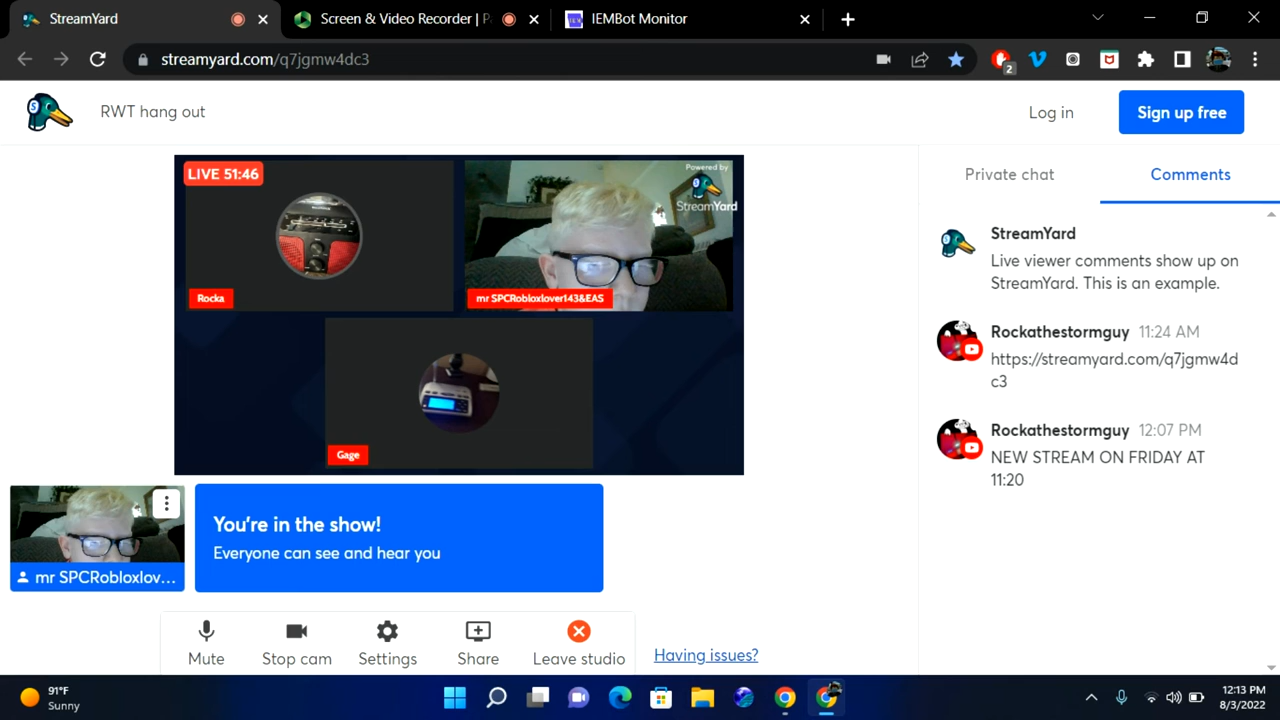 StreamYard
Screen & Video Recorder | P
IEMBot Monitor
streamyard.com/q7jgmw4dc3
2
RWT hang out
Log in
Sign up free
LIVE 51:46
Powered by
StreamYard
Rocka
mr SPCRobloxlover143&EAS
Gage
Private chat
Comments
StreamYard
Live viewer comments show up on
StreamYard. This is an example.
Rockathestormguy 11:24 AM
https://streamyard.com/q7jgmw4d
c3
Rockathestormguy 12:07 PM
NEW STREAM ON FRIDAY AT
11:20
mr SPCRobloxlov...
You're in the show!
Everyone can see and hear you
Mute
Stop cam
Settings
Share
Leave studio
Having issues?
91°F
Sunny
12:13 PM
8/3/2022